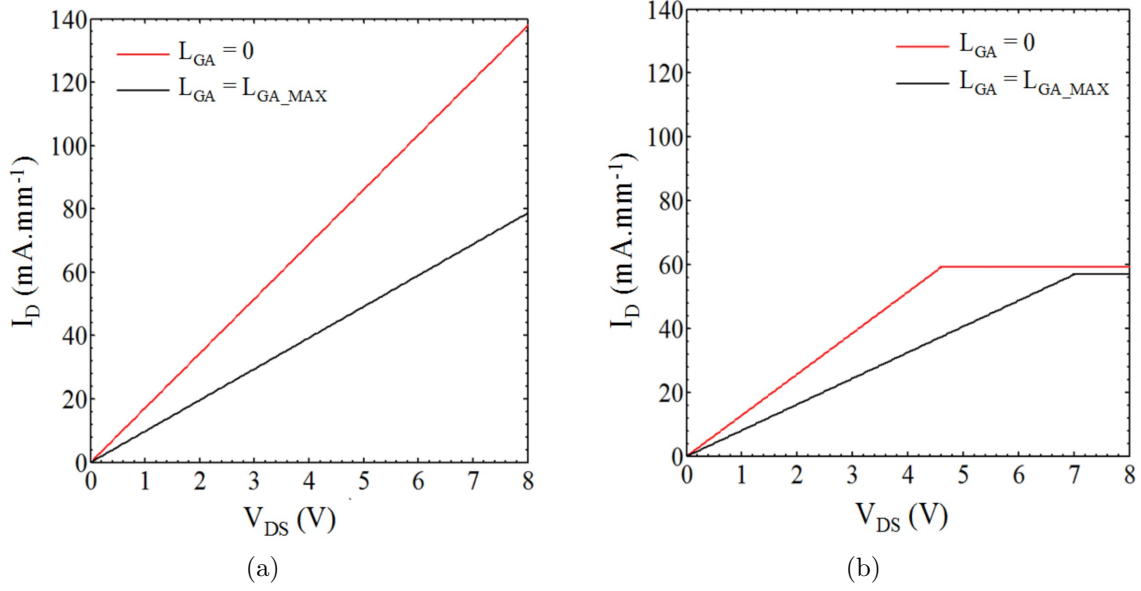 140
120
100
80
60
40
20
0
I_D (mA.mm⁻¹)
L_GA = 0
L_GA = L_GA_MAX
0 1 2 3 4 5 6 7 8
V_DS (V)
(a)
140
120
100
80
60
40
20
0
I_D (mA.mm⁻¹)
L_GA = 0
L_GA = L_GA_MAX
0 1 2 3 4 5 6 7 8
V_DS (V)
(b)